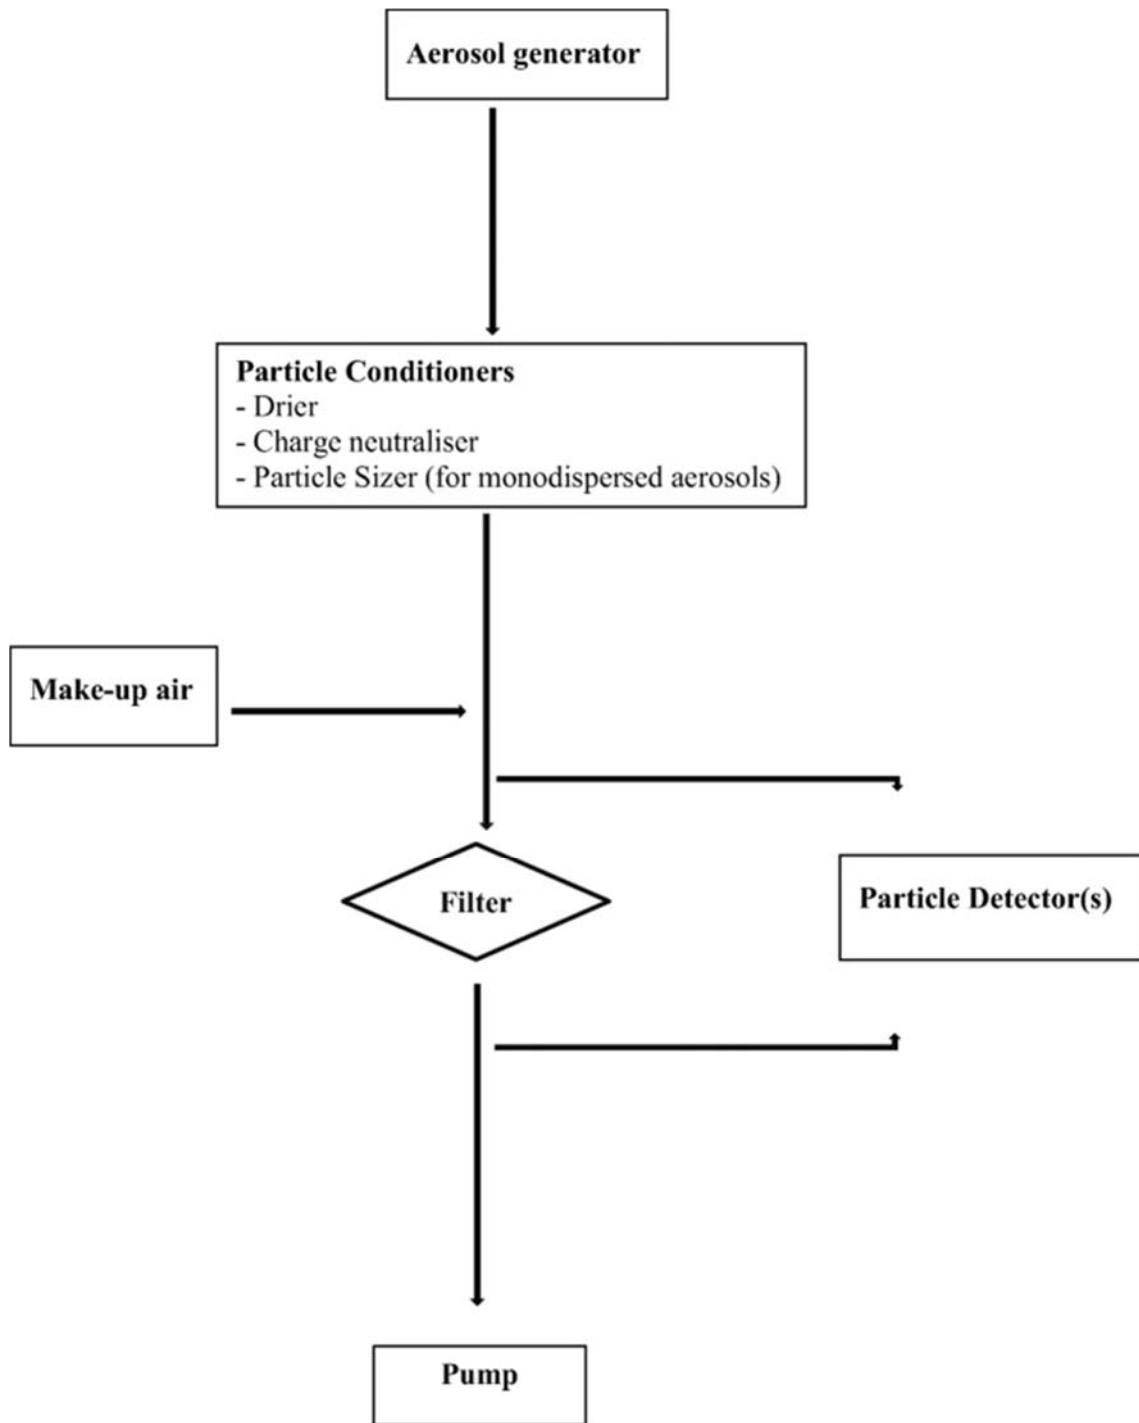 Aerosol generator
Particle Conditioners
- Drier
- Charge neutraliser
- Particle Sizer (for monodispersed aerosols)
Make-up air
Filter
Particle Detector(s)
Pump